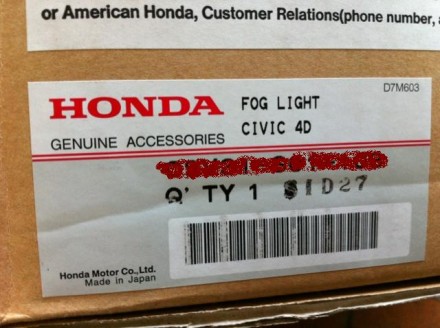 or American Honda, Customer Relations(phone number,
D7M603
HONDA FOG LIGHT
CIVIC 4D
GENUINE ACCESSORIES
Q'TY 1 SID27
Honda Motor Co.,Ltd.
Made in Japan